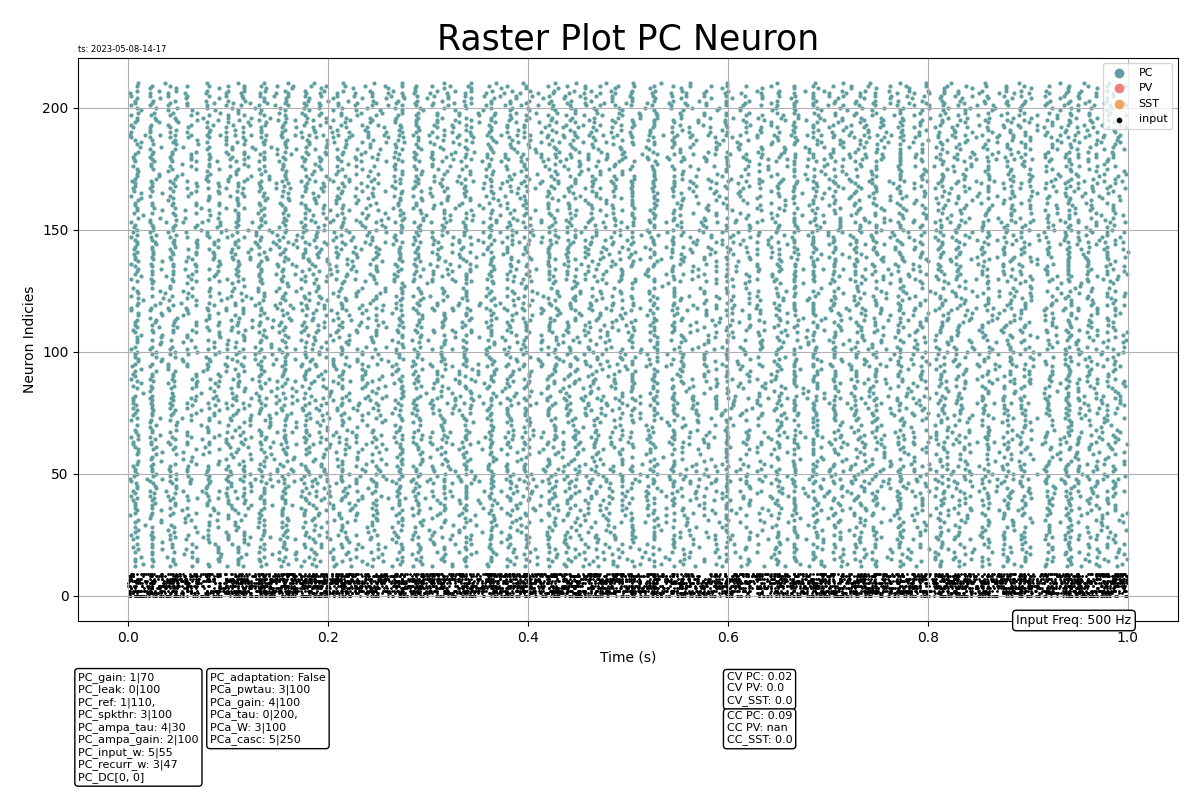 Raster Plot PC Neuron
ts: 2023-05-08-14-17
PC
PV
SST
input
200
150
100
50
0
Neuron Indicies
0.0 0.2 0.4 0.6 0.8 1.0
Input Freq: 500 Hz
Time (s)
PC_gain: 1|70
PC_leak: 0|100
PC_ref: 1|110,
PC_spkthr: 3|100
PC_ampa_tau: 4|30
PC_ampa_gain: 2|100
PC_input_w: 5|55
PC_recurr_w: 3|47
PC_DC[0, 0]
PC_adaptation: False
PCa_pwtau: 3|100
PCa_gain: 4|100
PCa_tau: 0|200,
PCa_W: 3|100
PCa_casc: 5|250
CV PC: 0.02
CV PV: 0.0
CV_SST: 0.0
CC PC: 0.09
CC PV: nan
CC_SST: 0.0